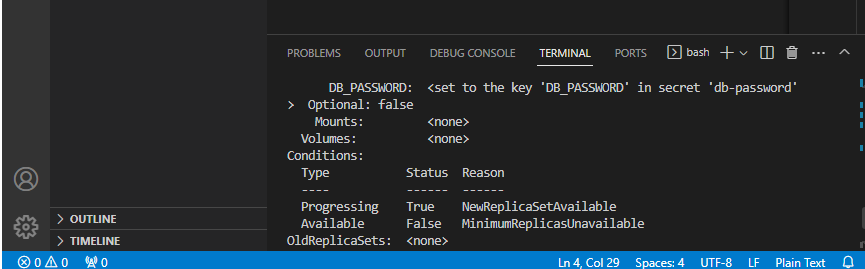 PROBLEMS OUTPUT DEBUG CONSOLE TERMINAL PORTS bash
DB_PASSWORD: <set to the key 'DB_PASSWORD' in secret 'db-password'
> Optional: false
Mounts: <none>
Volumes: <none>
Conditions:
Type Status Reason
---- ------ ------
Progressing True NewReplicaSetAvailable
Available False MinimumReplicasUnavailable
OldReplicaSets: <none>
OUTLINE
TIMELINE
0 0 0 Ln 4, Col 29 Spaces: 4 UTF-8 LF Plain Text